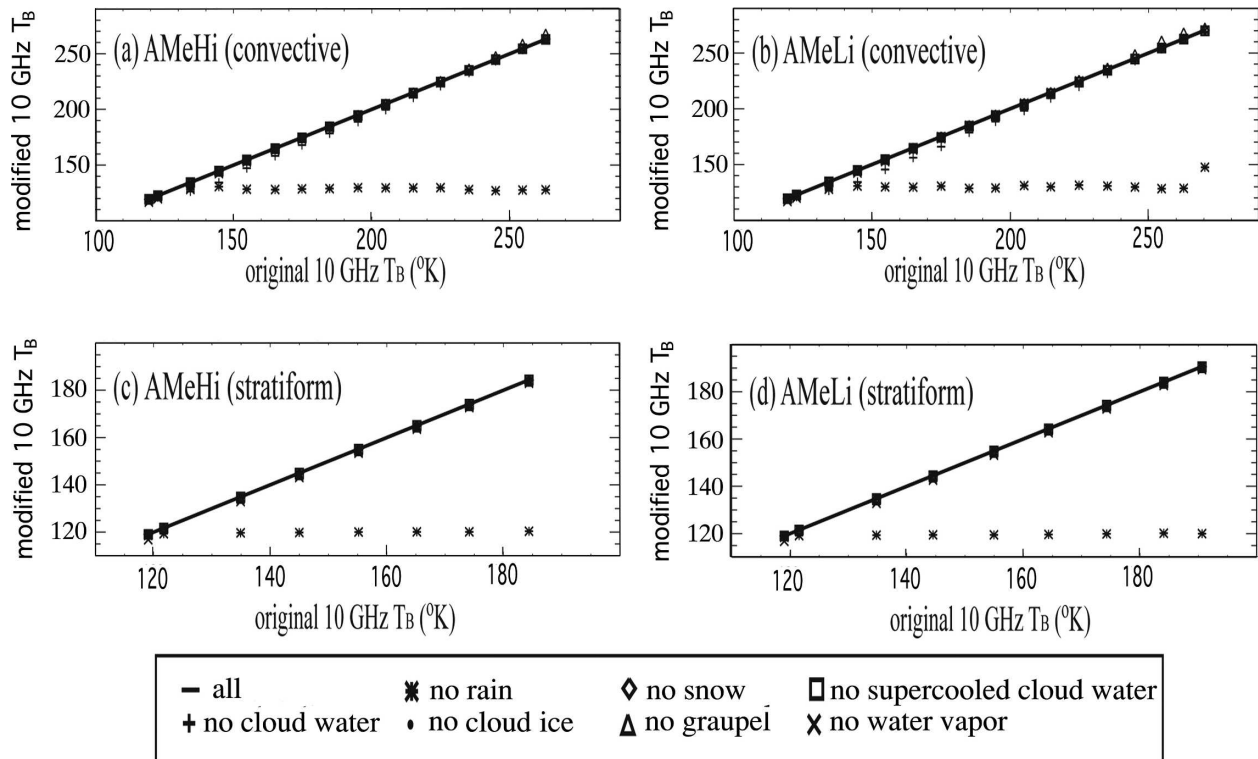 modified 10 GHz TB
250
200
150
(a) AMeHi (convective)
100 150 200 250
original 10 GHz TB (°K)
modified 10 GHz TB
250
200
150
(b) AMeLi (convective)
100 150 200 250
original 10 GHz TB (°K)
modified 10 GHz TB
180
160
140
120
(c) AMeHi (stratiform)
120 140 160 180
original 10 GHz TB (°K)
modified 10 GHz TB
180
160
140
120
(d) AMeLi (stratiform)
120 140 160 180
original 10 GHz TB (°K)
all no rain no snow no supercooled cloud water
no cloud water no cloud ice no graupel no water vapor